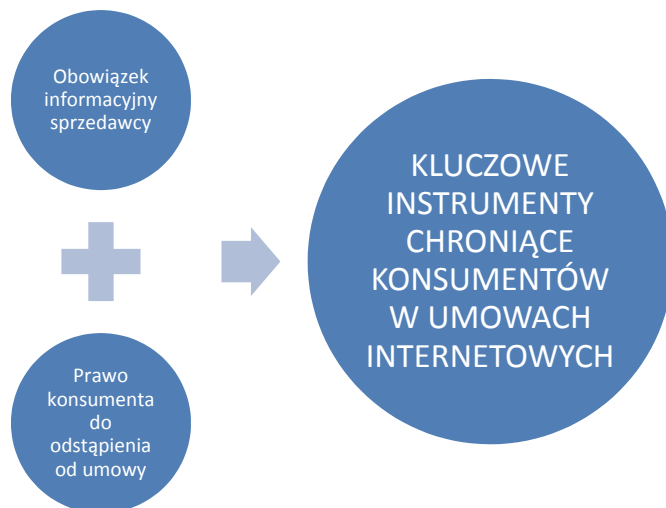 Obowiązek
informacyjny
sprzedawcy
Prawo
konsumenta
do
odstąpienia
od umowy
KLUCZOWE
INSTRUMENTY
CHRONIĄCE
KONSUMENTÓW
W UMOWACH
INTERNETOWYCH